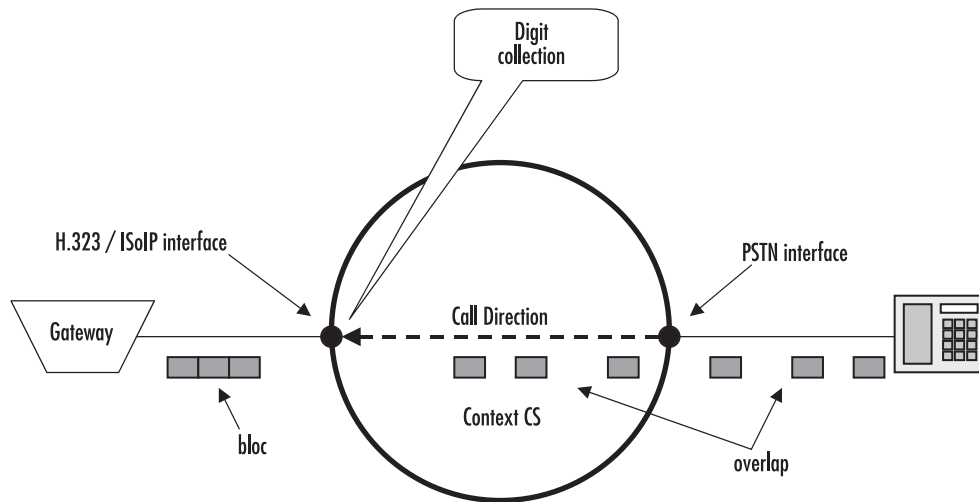 Digit
collection
H.323 / ISoIP interface
PSTN interface
Gateway
Call Direction
Context CS
bloc
overlap